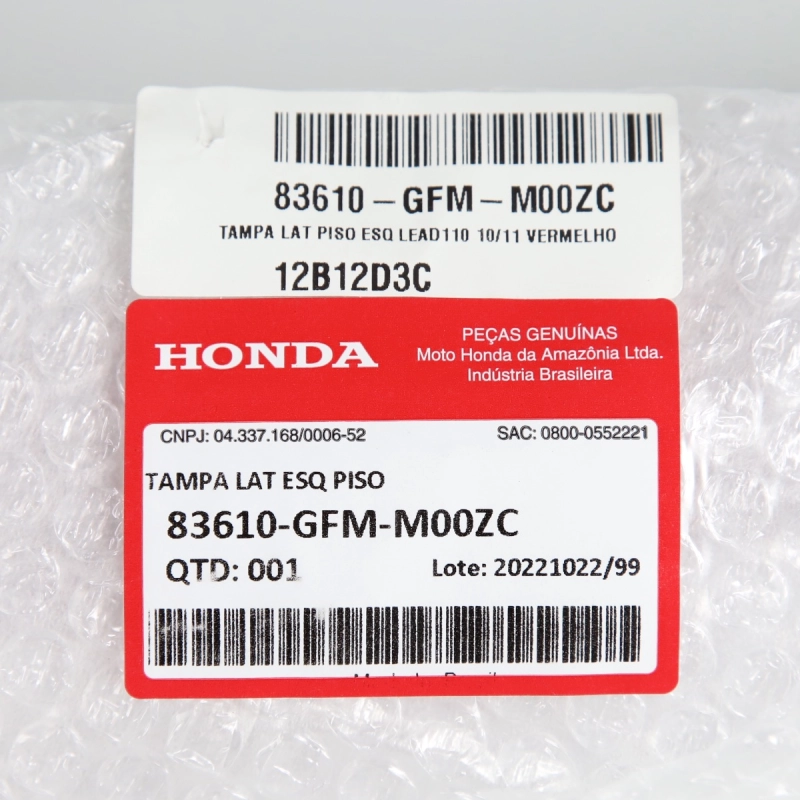 83610-GFM-M00ZC
TAMPA LAT PISO ESQ LEAD110 10/11 VERMELHO
12B12D3C
HONDA
PEÇAS GENUÍNAS
Moto Honda da Amazônia Ltda.
Indústria Brasileira
CNPJ: 04.337.168/0006-52 SAC: 0800-0552221
TAMPA LAT ESQ PISO
83610-GFM-M00ZC
QTD: 001 Lote: 20221022/99